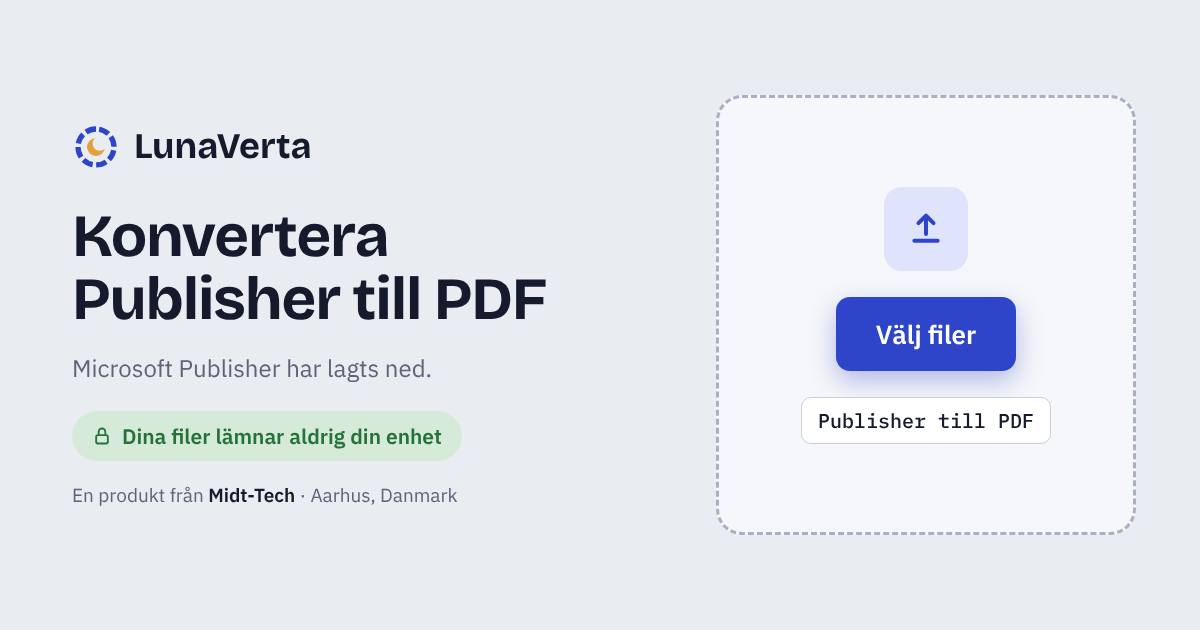 LunaVerta
Konvertera
Publisher till PDF
Microsoft Publisher har lagts ned.
Dina filer lämnar aldrig din enhet
En produkt från Midt-Tech · Aarhus, Danmark
Välj filer
Publisher till PDF